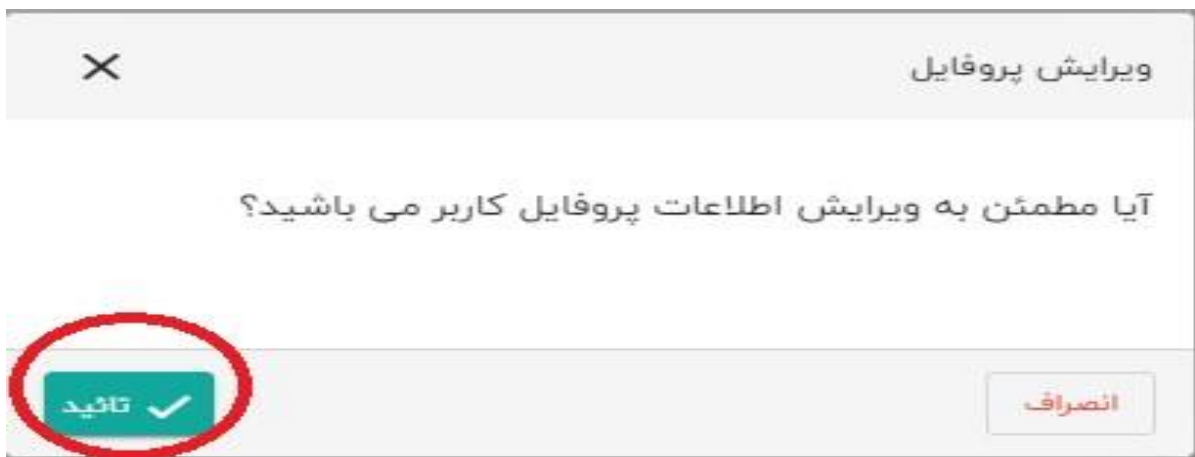 ویرایش پروفایل
آیا مطمئن به ویرایش اطلاعات پروفایل کاربر می باشید؟
انصراف
تائید